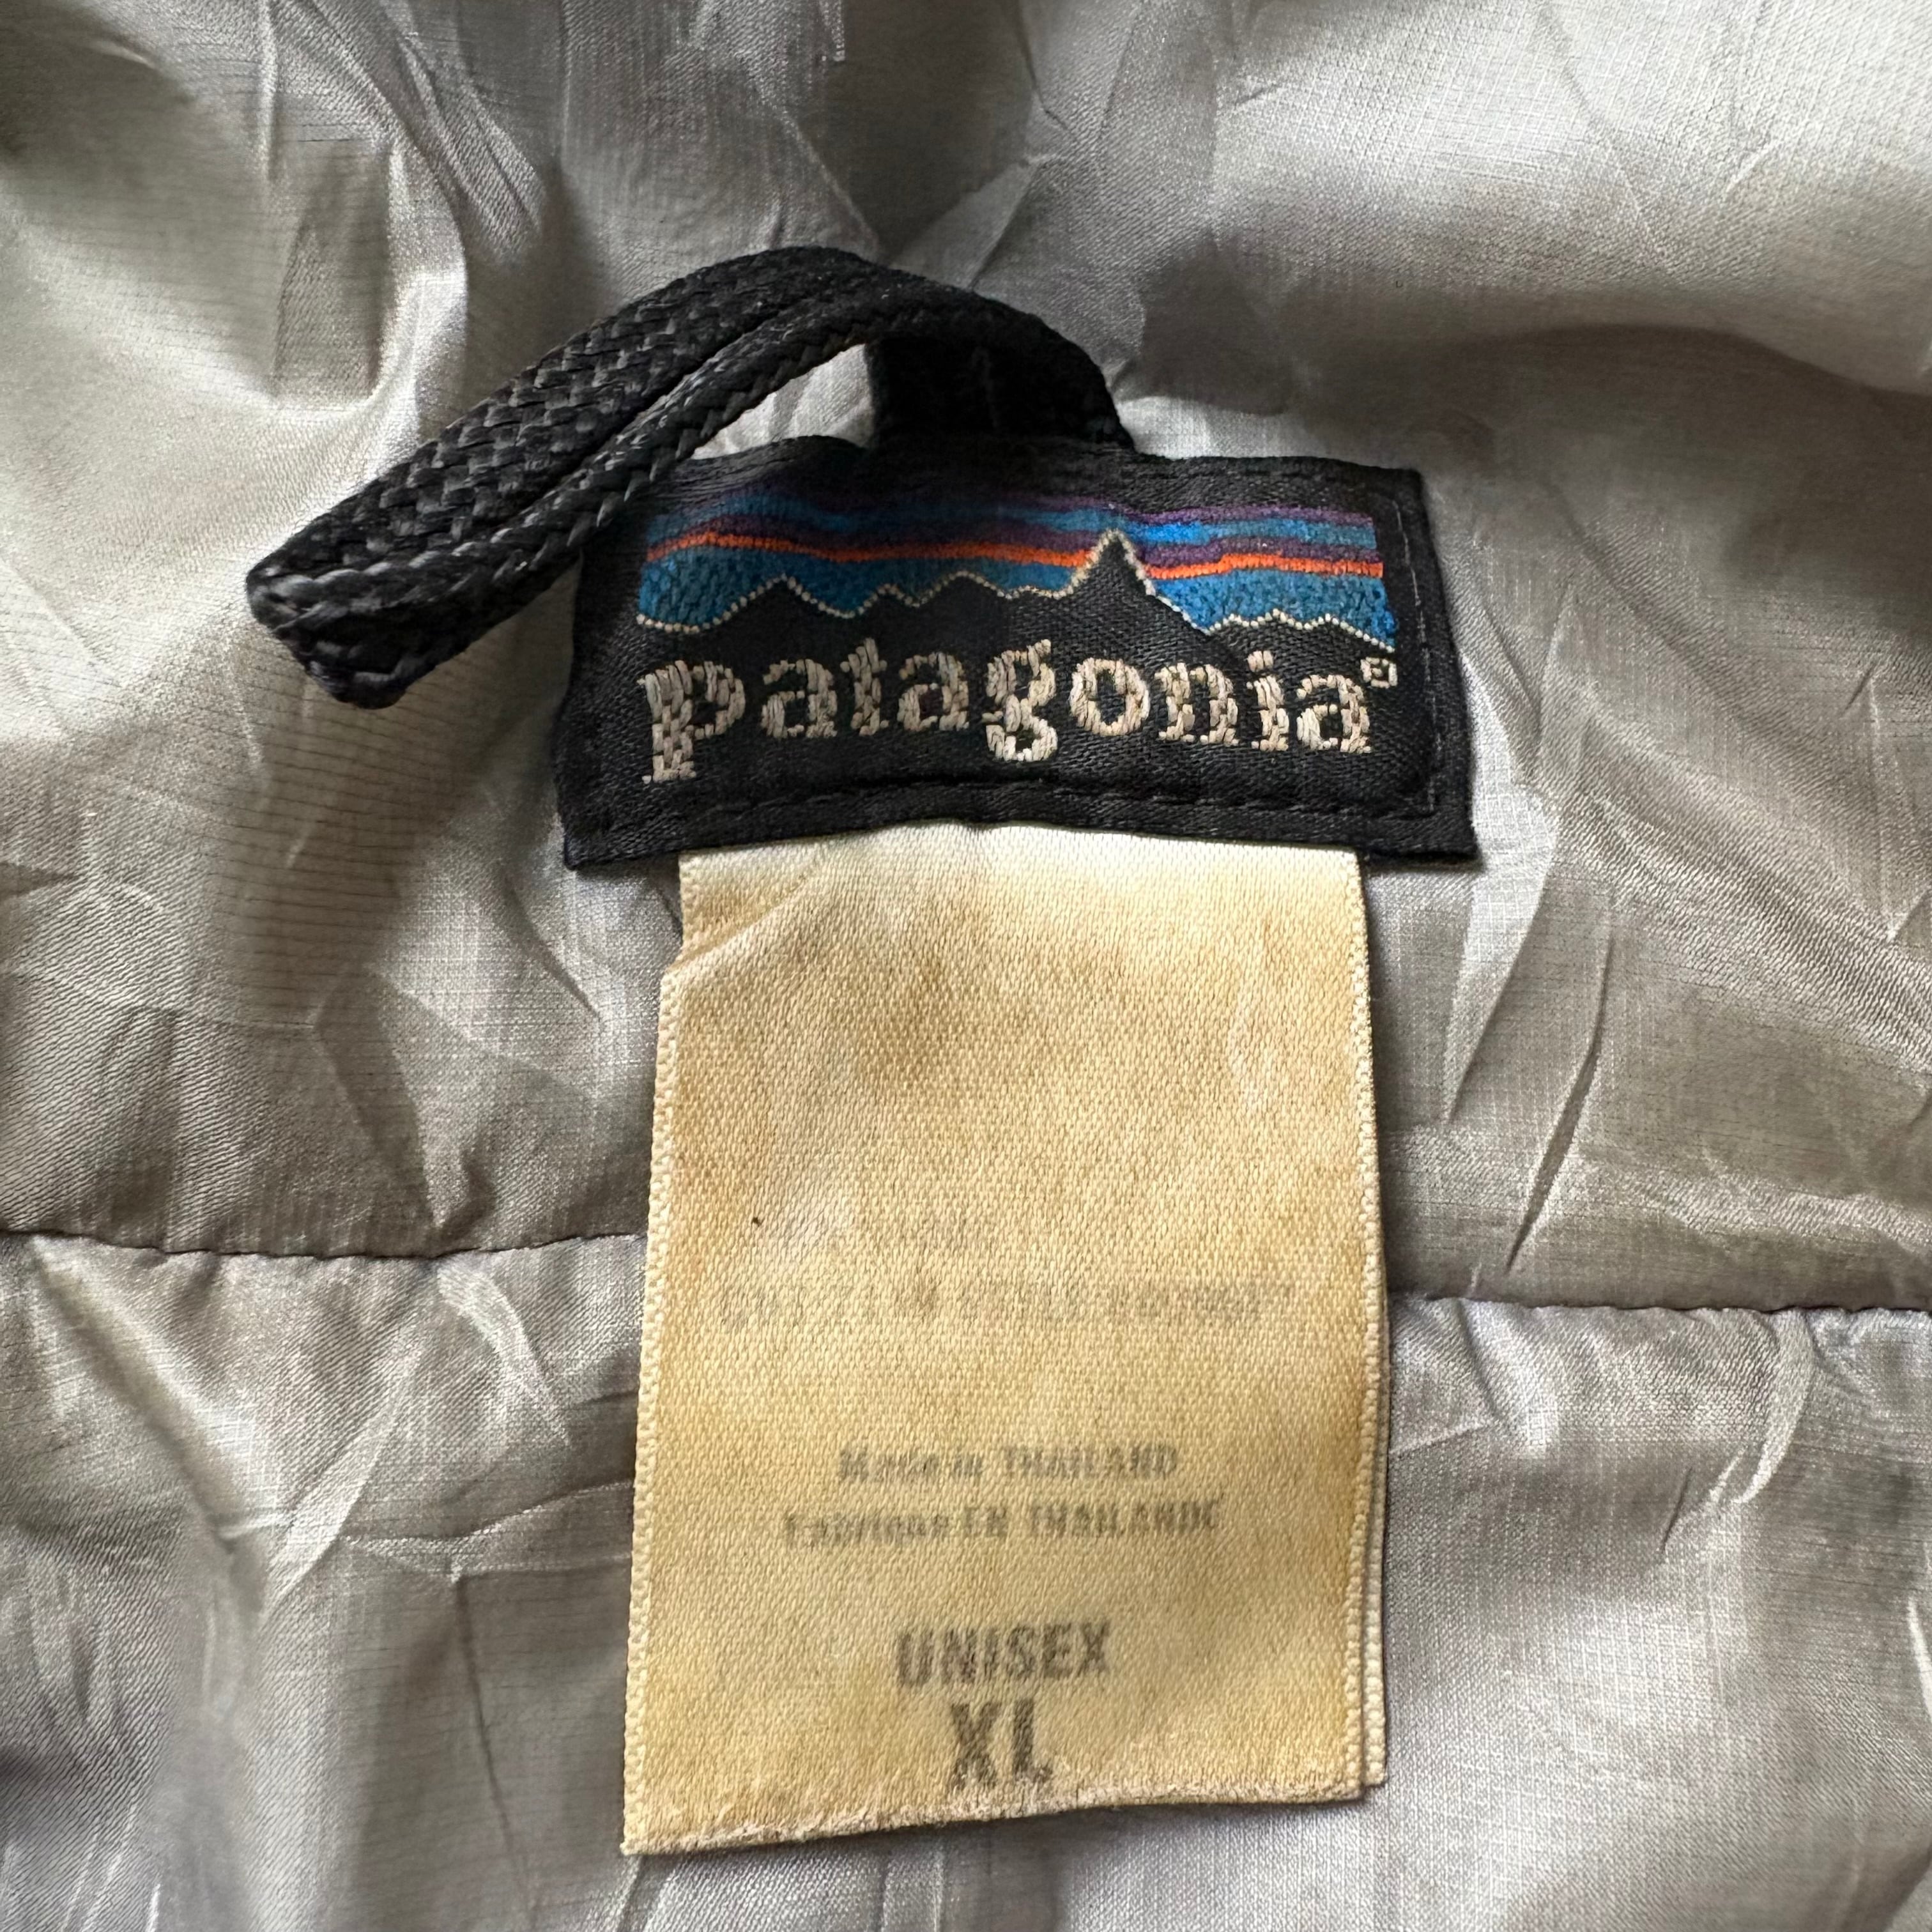 patagonia®
Made in THAILAND
Fabriqué EN THAILANDE
UNISEX
XL